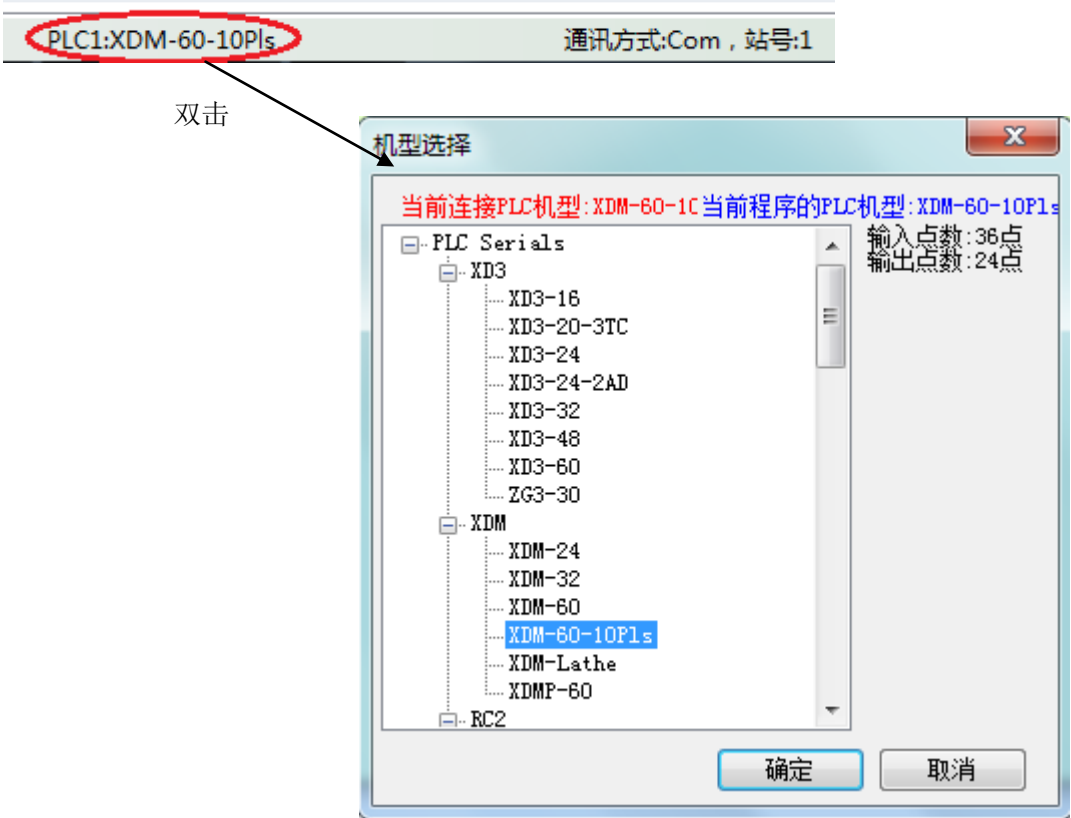 PLC1:XDM-60-10Pls
通讯方式:Com，站号:1
双击
机型选择
当前连接PLC机型:XDM-60-10
当前程序的PLC机型:XDM-60-10Pls
输入点数:36点
输出点数:24点
PLC Serials
XD3
XD3-16
XD3-20-3TC
XD3-24
XD3-24-2AD
XD3-32
XD3-48
XD3-60
ZG3-30
XDM
XDM-24
XDM-32
XDM-60
XDM-60-10Pls
XDM-Lathe
XDMP-60
RC2
确定
取消